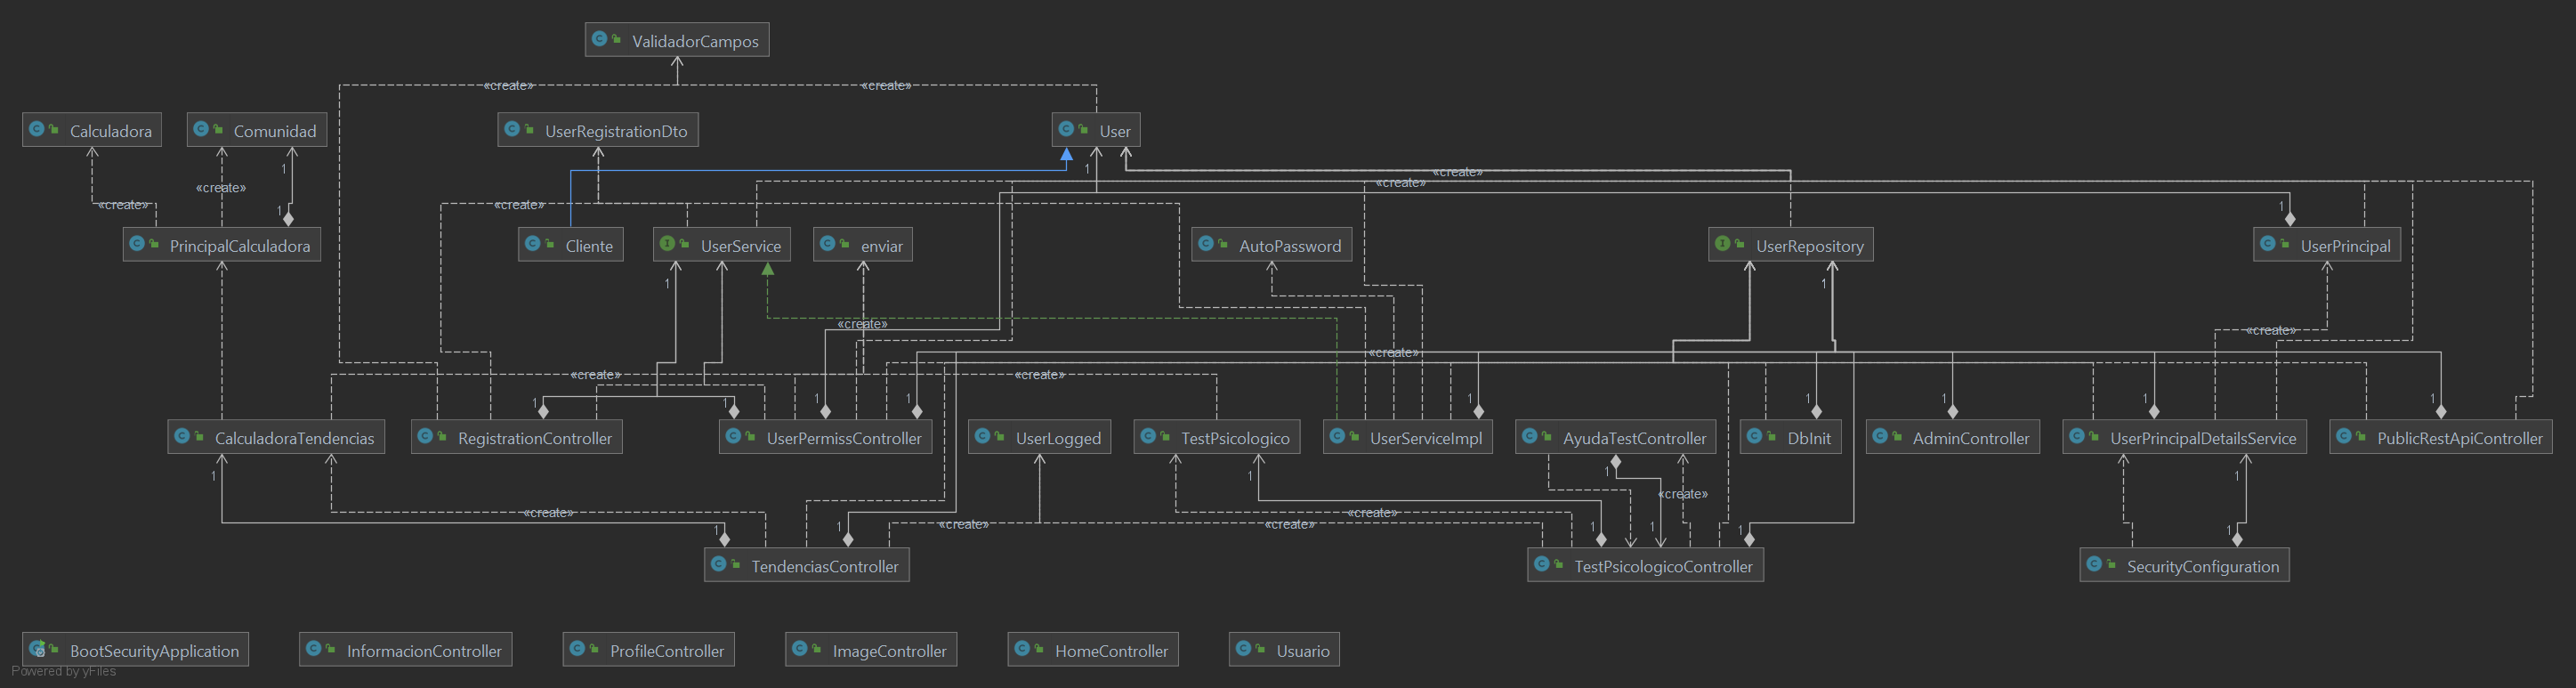 ValidadorCampos
«create» «create»
Calculadora Comunidad UserRegistrationDto User
1 1 «create»
«create» «create»
«create» 1 «create» 1
PrincipalCalculadora Cliente UserService enviar AutoPassword UserRepository UserPrincipal
1 1
«create» «create»
«create»
«create» «create»
1 1 1 1 1 1 1 1 1
CalculadoraTendencias RegistrationController UserPermissController UserLogged TestPsicologico UserServiceImpl AyudaTestController DbInit AdminController UserPrincipalDetailsService PublicRestApiController
1 1 1 1
«create»
«create» «create»
«create» «create»
1 1 1 1 1 1
TendenciasController TestPsicologicoController SecurityConfiguration
BootSecurityApplication InformacionController ProfileController ImageController HomeController Usuario
Powered by yFiles